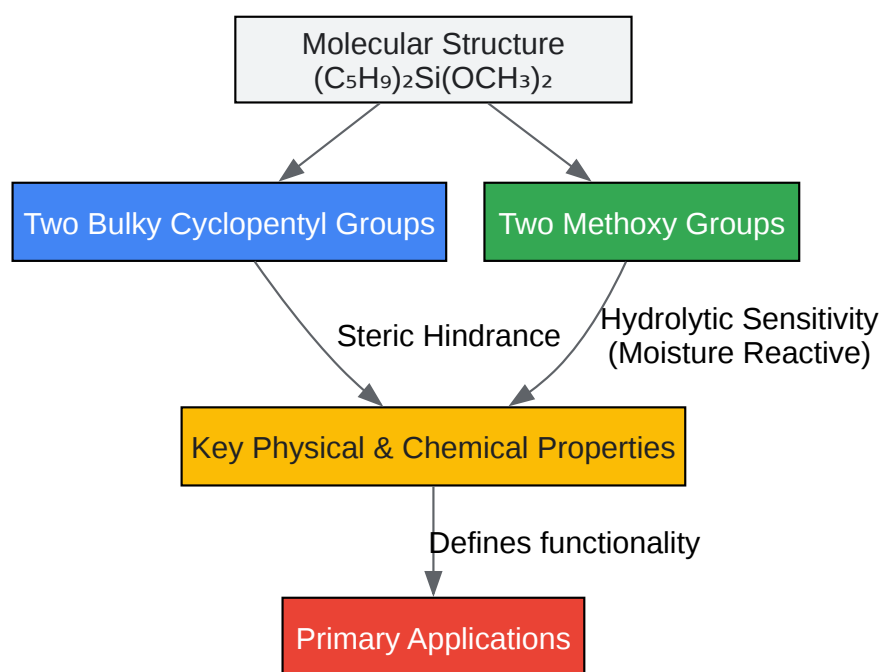 Molecular Structure
(C₅H₉)₂Si(OCH₃)₂
Two Bulky Cyclopentyl Groups
Two Methoxy Groups
Steric Hindrance
Hydrolytic Sensitivity
(Moisture Reactive)
Key Physical & Chemical Properties
Defines functionality
Primary Applications